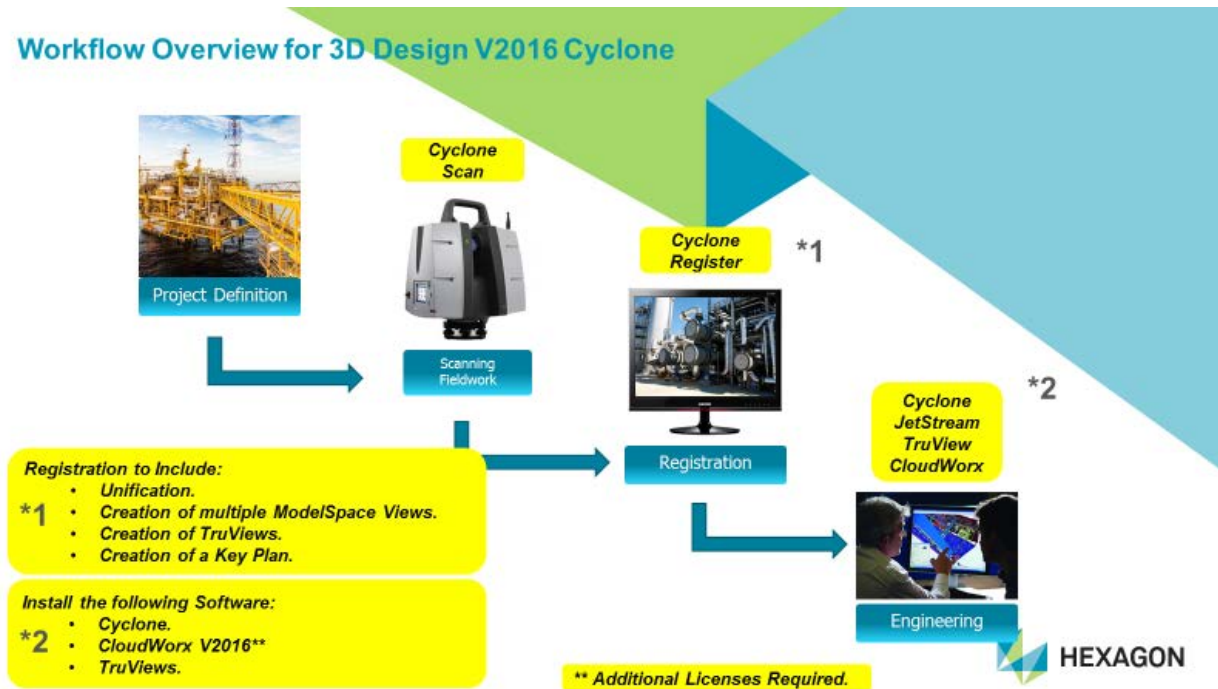 Workflow Overview for 3D Design V2016 Cyclone
Project Definition
Cyclone
Scan
Scanning
Fieldwork
Cyclone
Register
*1
Registration
*2
Cyclone
JetStream
TruView
CloudWorx
Engineering
*1
Registration to Include:
• Unification.
• Creation of multiple ModelSpace Views.
• Creation of TruViews.
• Creation of a Key Plan.
*2
Install the following Software:
• Cyclone.
• CloudWorx V2016**
• TruViews.
** Additional Licenses Required.
HEXAGON